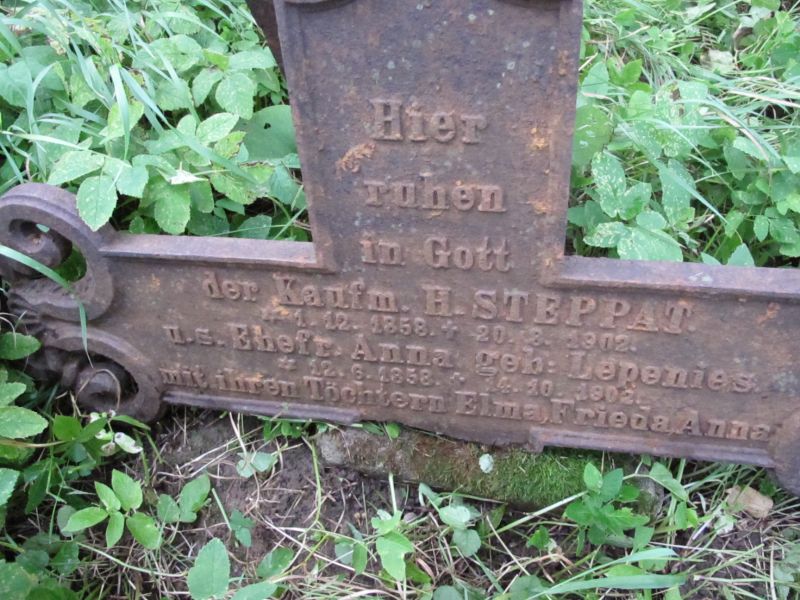 Hier
ruhen
in Gott
der Kaufm. H. STEPPAT.
* 1. 12. 1858. + 20. 8. 1902.
u. s. Ehefr. Anna geb: Lepenies.
* 12. 6. 1858. + 14. 10. 1902.
mit ihren Töchtern Elma, Frieda, Anna